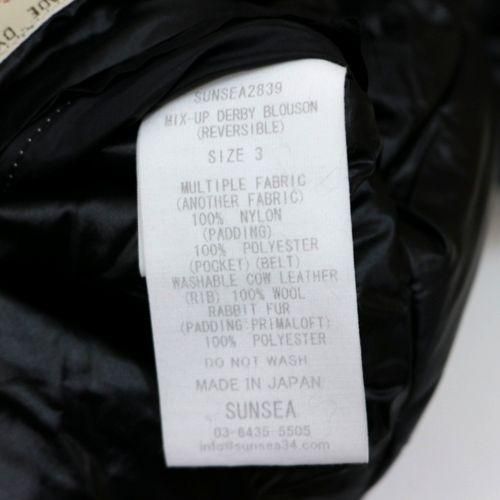 SUNSEA2839
MIX-UP DERBY BLOUSON
(REVERSIBLE)
SIZE 3
MULTIPLE FABRIC
(ANOTHER FABRIC)
100% NYLON
(PADDING)
100% POLYESTER
(POCKET)(BELT)
WASHABLE COW LEATHER
(RIB) 100% WOOL
RABBIT FUR
(PADDING:PRIMALOFT)
100% POLYESTER
DO NOT WASH
MADE IN JAPAN
SUNSEA
03-6435-5505
info@sunsea34.com